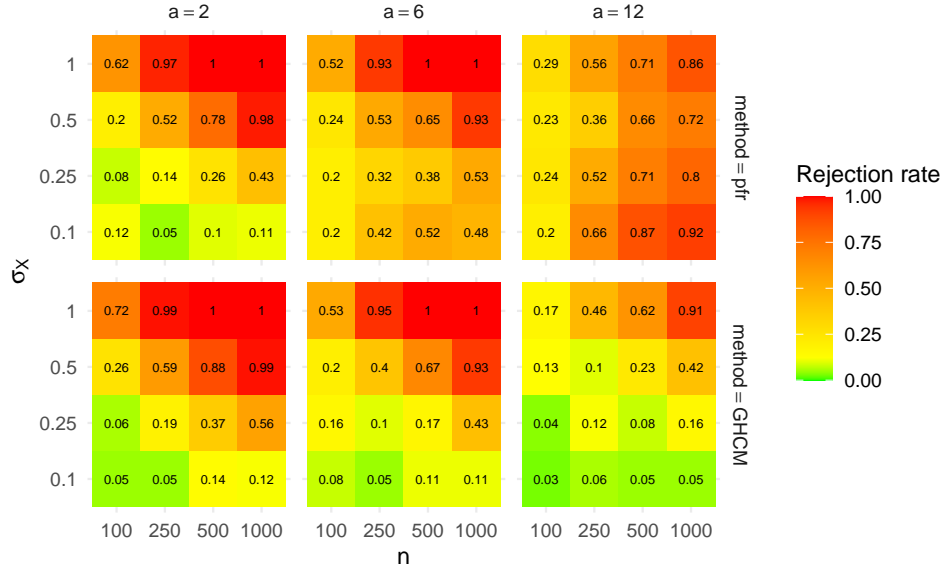 a = 2 a = 6 a = 12
1 0.62 0.97 1 1 0.52 0.93 1 1 0.29 0.56 0.71 0.86
0.5 0.2 0.52 0.78 0.98 0.24 0.53 0.65 0.93 0.23 0.36 0.66 0.72
0.25 0.08 0.14 0.26 0.43 0.2 0.32 0.38 0.53 0.24 0.52 0.71 0.8
0.1 0.12 0.05 0.1 0.11 0.2 0.42 0.52 0.48 0.2 0.66 0.87 0.92
method = pfr
σX
1 0.72 0.99 1 1 0.53 0.95 1 1 0.17 0.46 0.62 0.91
0.5 0.26 0.59 0.88 0.99 0.2 0.4 0.67 0.93 0.13 0.1 0.23 0.42
0.25 0.06 0.19 0.37 0.56 0.16 0.1 0.17 0.43 0.04 0.12 0.08 0.16
0.1 0.05 0.05 0.14 0.12 0.08 0.05 0.11 0.11 0.03 0.06 0.05 0.05
method = GHCM
100 250 500 1000 100 250 500 1000 100 250 500 1000
n
Rejection rate
1.00
0.75
0.50
0.25
0.00